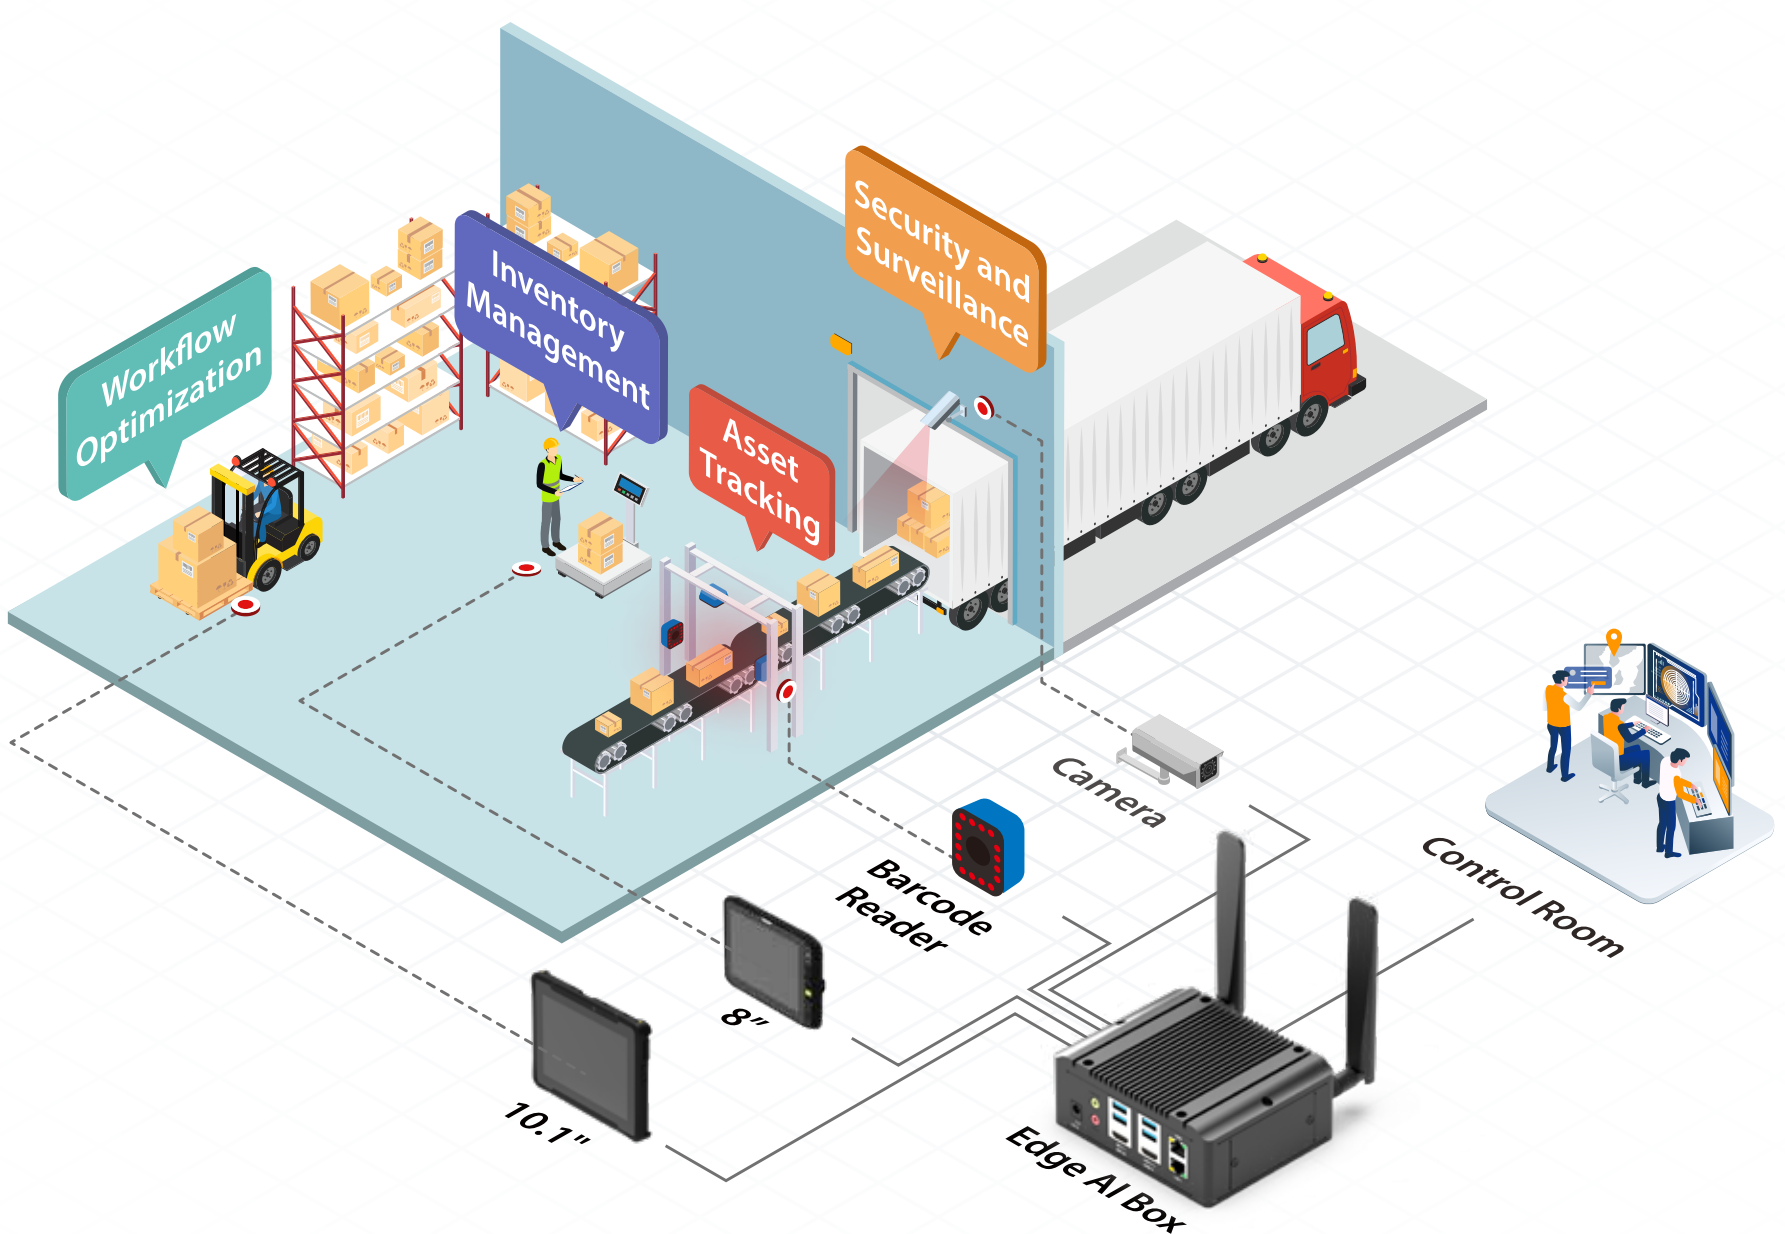 Workflow
Optimization
Inventory
Management
Asset
Tracking
Security and
Surveillance
Camera
Barcode
Reader
8"
10.1"
Edge AI Box
Control Room